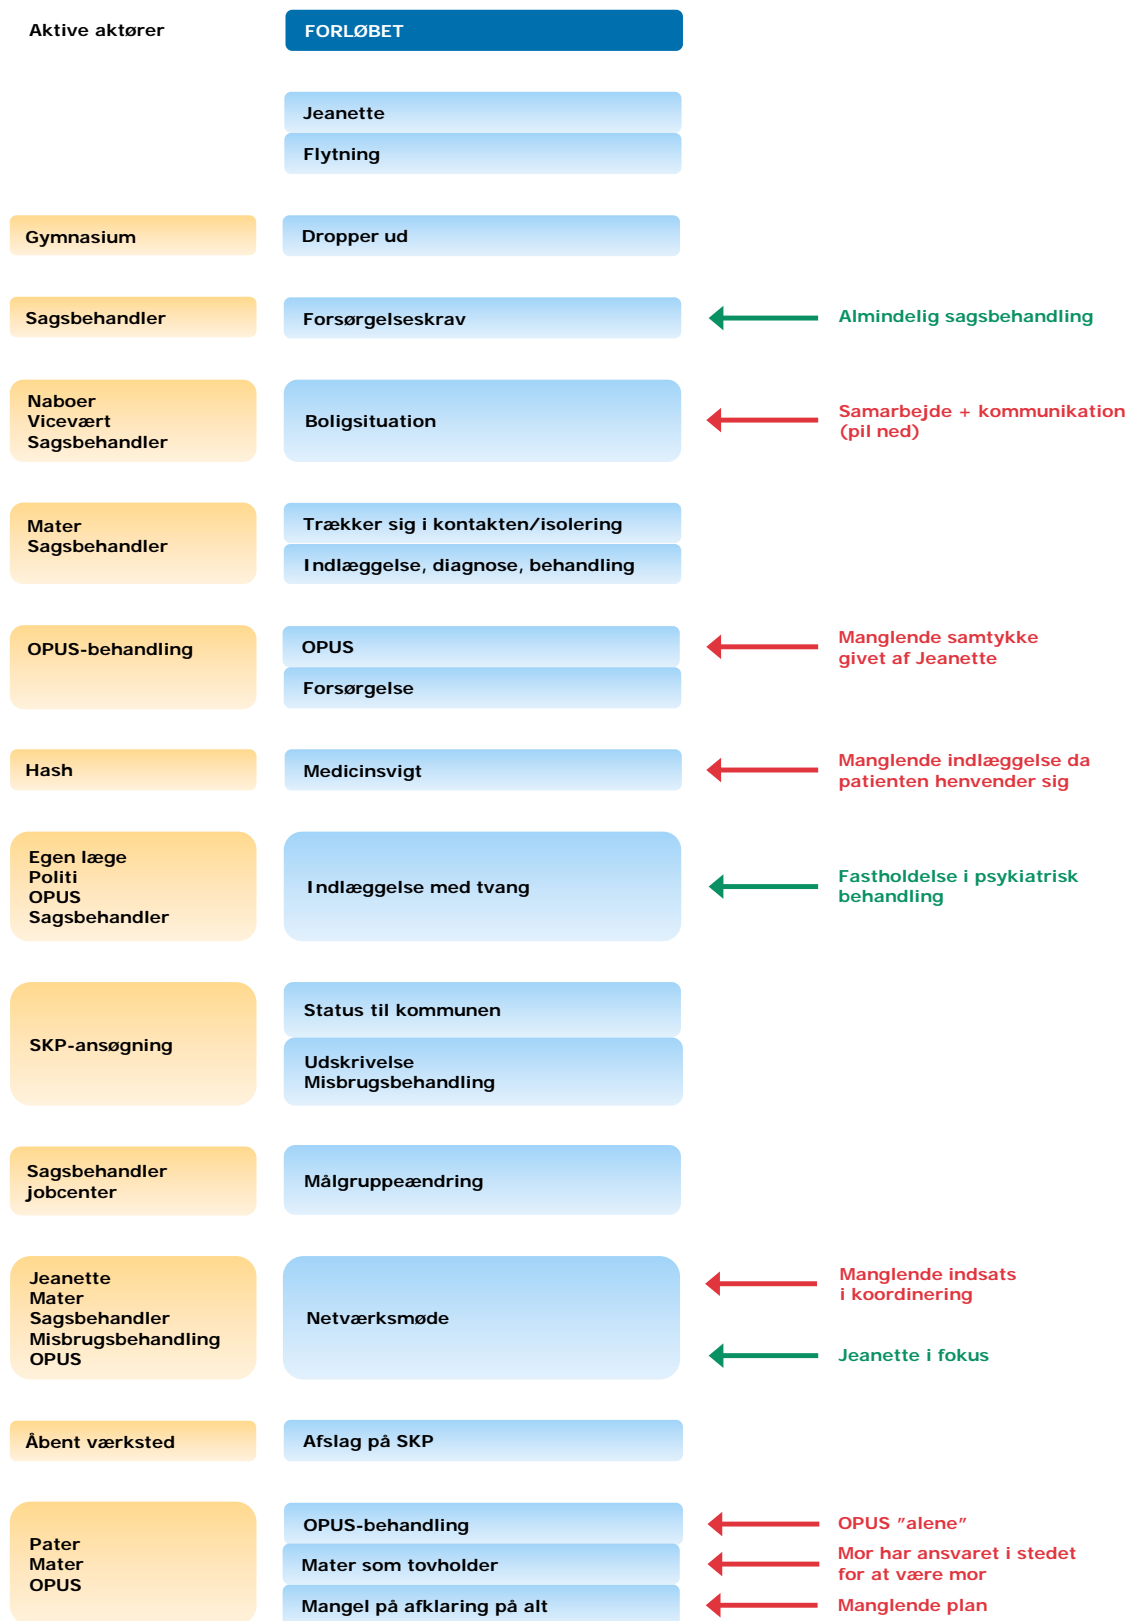 Aktive aktører
FORLØBET
Jeanette
Flytning
Gymnasium
Dropper ud
Sagsbehandler
Forsørgelseskrav
Almindelig sagsbehandling
Naboer
Vicevært
Sagsbehandler
Boligsituation
Samarbejde + kommunikation
(pil ned)
Mater
Sagsbehandler
Trækker sig i kontakten/isolering
Indlæggelse, diagnose, behandling
OPUS-behandling
OPUS
Forsørgelse
Manglende samtykke
givet af Jeanette
Hash
Medicinsvigt
Manglende indlæggelse da
patienten henvender sig
Egen læge
Politi
OPUS
Sagsbehandler
Indlæggelse med tvang
Fastholdelse i psykiatrisk
behandling
SKP-ansøgning
Status til kommunen
Udskrivelse
Misbrugsbehandling
Sagsbehandler
jobcenter
Målgruppeændring
Jeanette
Mater
Sagsbehandler
Misbrugsbehandling
OPUS
Netværksmøde
Manglende indsats
i koordinering
Jeanette i fokus
Åbent værksted
Afslag på SKP
Pater
Mater
OPUS
OPUS-behandling
Mater som tovholder
Mangel på afklaring på alt
OPUS ”alene”
Mor har ansvaret i stedet
for at være mor
Manglende plan